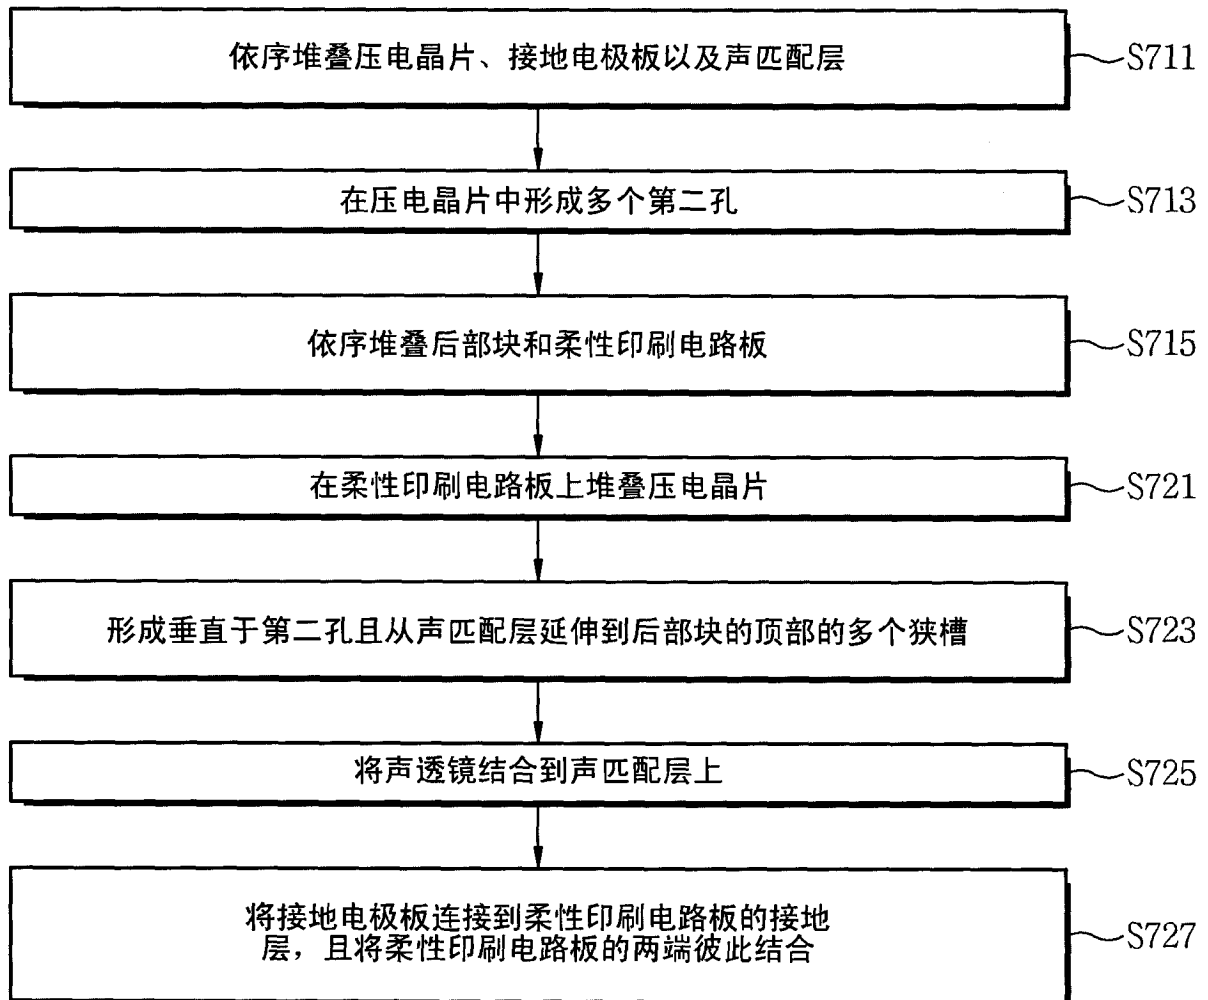 依序堆叠压电晶片、接地电极板以及声匹配层
S711
在压电晶片中形成多个第二孔
S713
依序堆叠后部块和柔性印刷电路板
S715
在柔性印刷电路板上堆叠压电晶片
S721
形成垂直于第二孔且从声匹配层延伸到后部块的顶部的多个狭槽
S723
将声透镜结合到声匹配层上
S725
将接地电极板连接到柔性印刷电路板的接地
层，且将柔性印刷电路板的两端彼此结合
S727